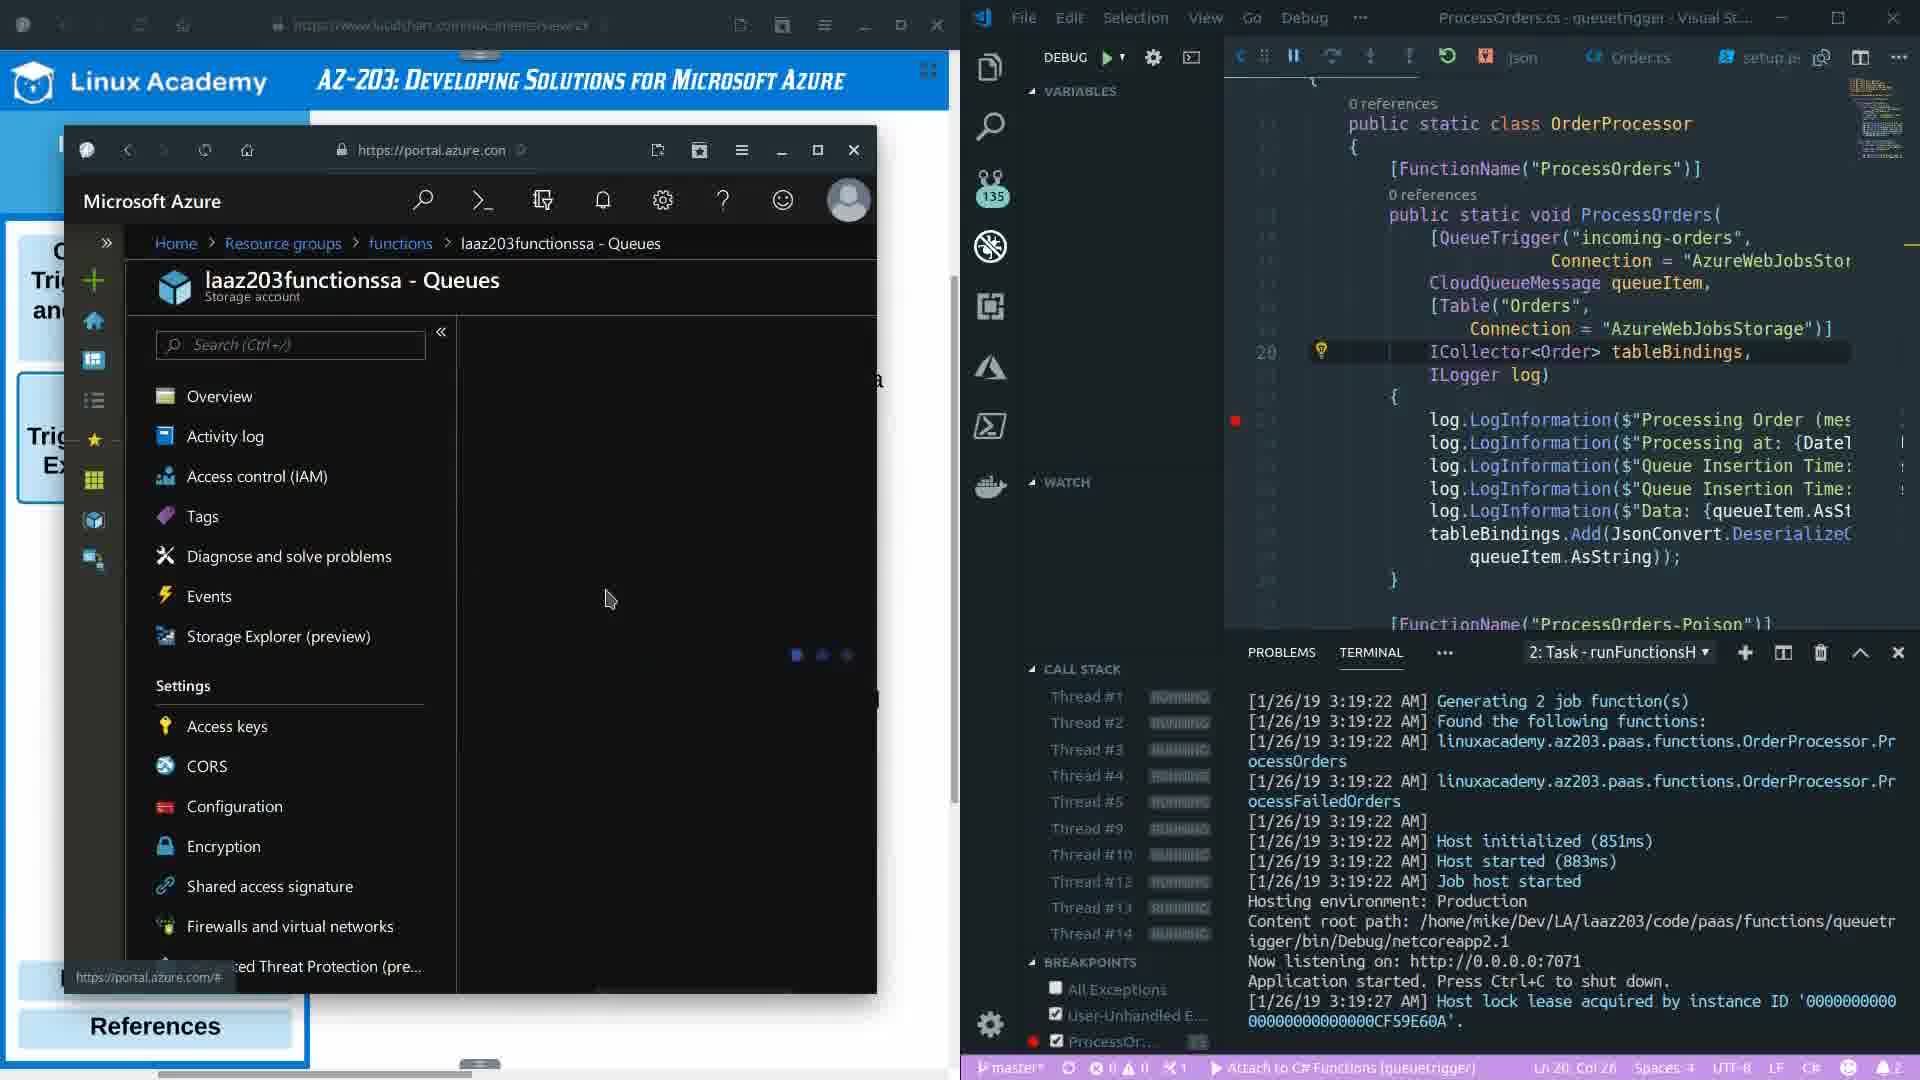 Linux Academy
AZ-203: Developing Solutions for Microsoft Azure
https://portal.azure.con
Microsoft Azure
Home > Resource groups > functions > laaz203functionssa - Queues
laaz203functionssa - Queues
Storage account
Search (Ctrl+/)
Overview
Activity log
Access control (IAM)
Tags
Diagnose and solve problems
Events
Storage Explorer (preview)
Settings
Access keys
CORS
Configuration
Encryption
Shared access signature
Firewalls and virtual networks
ted Threat Protection (pre...
https://portal.azure.com/#
References
File Edit Selection View Go Debug ... ProcessOrders.cs - queuetrigger - Visual St...
DEBUG
json Order.cs
VARIABLES
135
WATCH
CALL STACK
Thread #1 RUNNING
Thread #2 RUNNING
Thread #3 RUNNING
Thread #4 RUNNING
Thread #5 RUNNING
Thread #9 RUNNING
Thread #10 RUNNING
Thread #12 RUNNING
Thread #13 RUNNING
Thread #14 RUNNING
BREAKPOINTS
All Exceptions
User-Unhandled E...
ProcessOr...
{
0 references
public static class OrderProcessor
{
[FunctionName("ProcessOrders")]
0 references
public static void ProcessOrders(
[QueueTrigger("incoming-orders",
Connection = "AzureWebJobsStor
CloudQueueMessage queueItem,
[Table("Orders",
Connection = "AzureWebJobsStorage")]
20 ICollector<Order> tableBindings,
ILogger log)
{
log.LogInformation($"Processing Order (mes
log.LogInformation($"Processing at: {DateT
log.LogInformation($"Queue Insertion Time:
log.LogInformation($"Queue Insertion Time:
log.LogInformation($"Data: {queueItem.AsSt
tableBindings.Add(JsonConvert.DeserializeO
queueItem.AsString));
}
[FunctionName("ProcessOrders-Poison")]
PROBLEMS TERMINAL ... 2: Task - runFunctionsH
[1/26/19 3:19:22 AM] Generating 2 job function(s)
[1/26/19 3:19:22 AM] Found the following functions:
[1/26/19 3:19:22 AM] linuxacademy.az203.paas.functions.OrderProcessor.Pr
ocessOrders
[1/26/19 3:19:22 AM] linuxacademy.az203.paas.functions.OrderProcessor.Pr
ocessFailedOrders
[1/26/19 3:19:22 AM]
[1/26/19 3:19:22 AM] Host initialized (851ms)
[1/26/19 3:19:22 AM] Host started (883ms)
[1/26/19 3:19:22 AM] Job host started
Hosting environment: Production
Content root path: /home/mike/Dev/LA/laaz203/code/paas/functions/queuetr
igger/bin/Debug/netcoreapp2.1
Now listening on: http://0.0.0.0:7071
Application started. Press Ctrl+C to shut down.
[1/26/19 3:19:27 AM] Host lock lease acquired by instance ID '0000000000
00000000000000CF59E60A'.
master* 0 0 1 Attach to C# Functions (queuetrigger) Ln 20, Col 26 Spaces: 4 UTF-8 LF C# 2